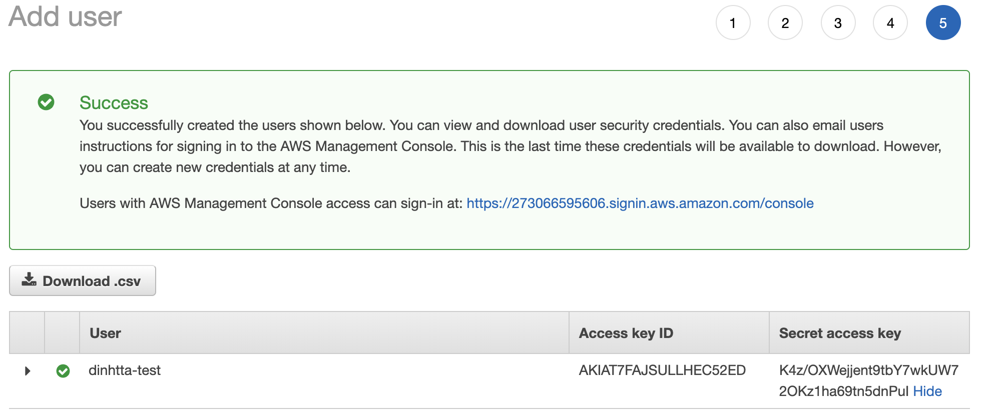 Add user
1 2 3 4 5
Success
You successfully created the users shown below. You can view and download user security credentials. You can also email users
instructions for signing in to the AWS Management Console. This is the last time these credentials will be available to download. However,
you can create new credentials at any time.
Users with AWS Management Console access can sign-in at: https://273066595606.signin.aws.amazon.com/console
Download .csv
User Access key ID Secret access key
dinhtta-test AKIAT7FAJSULLHEC52ED K4z/OXWejjent9tbY7wkUW7
Hide